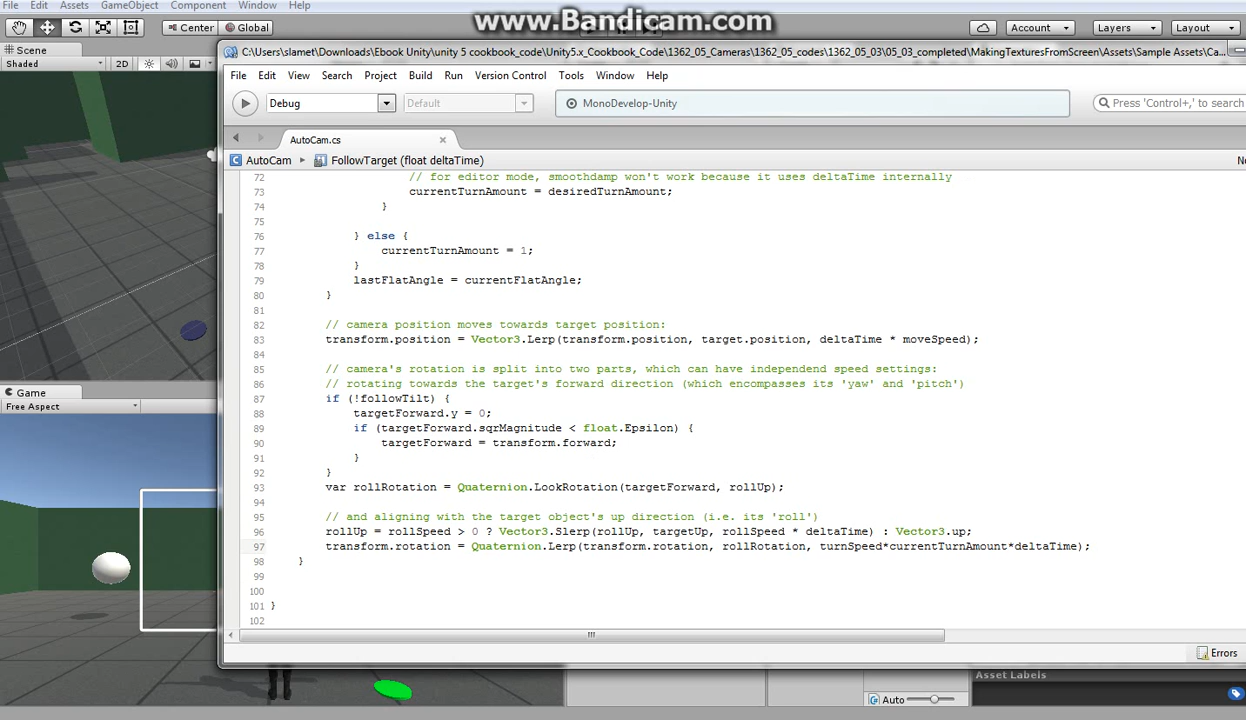 File Edit Assets GameObject Component Window Help
www.Bandicam.com
Center Global Account Layers Layout
Scene
Shaded 2D
C:\Users\slamet\Downloads\Ebook Unity\unity 5 cookbook_code\Unity5.x_Cookbook_Code\1362_05_Cameras\1362_05_codes\1362_05_03\05_03_completed\MakingTexturesFromScreen\Assets\Sample Assets\Ca...
File Edit View Search Project Build Run Version Control Tools Window Help
Debug Default MonoDevelop-Unity Press 'Control+,' to search
AutoCam.cs
AutoCam FollowTarget (float deltaTime)
72 // for editor mode, smoothdamp won't work because it uses deltaTime internally
73 currentTurnAmount = desiredTurnAmount;
74 }
75
76 } else {
77 currentTurnAmount = 1;
78 }
79 lastFlatAngle = currentFlatAngle;
80 }
81
82 // camera position moves towards target position:
83 transform.position = Vector3.Lerp(transform.position, target.position, deltaTime * moveSpeed);
84
85 // camera's rotation is split into two parts, which can have independend speed settings:
86 // rotating towards the target's forward direction (which encompasses its 'yaw' and 'pitch')
87 if (!followTilt) {
88 targetForward.y = 0;
89 if (targetForward.sqrMagnitude < float.Epsilon) {
90 targetForward = transform.forward;
91 }
92 }
93 var rollRotation = Quaternion.LookRotation(targetForward, rollUp);
94
95 // and aligning with the target object's up direction (i.e. its 'roll')
96 rollUp = rollSpeed > 0 ? Vector3.Slerp(rollUp, targetUp, rollSpeed * deltaTime) : Vector3.up;
97 transform.rotation = Quaternion.Lerp(transform.rotation, rollRotation, turnSpeed*currentTurnAmount*deltaTime);
98 }
99
100
101 }
102
Game
Free Aspect
Errors
Asset Labels
Auto